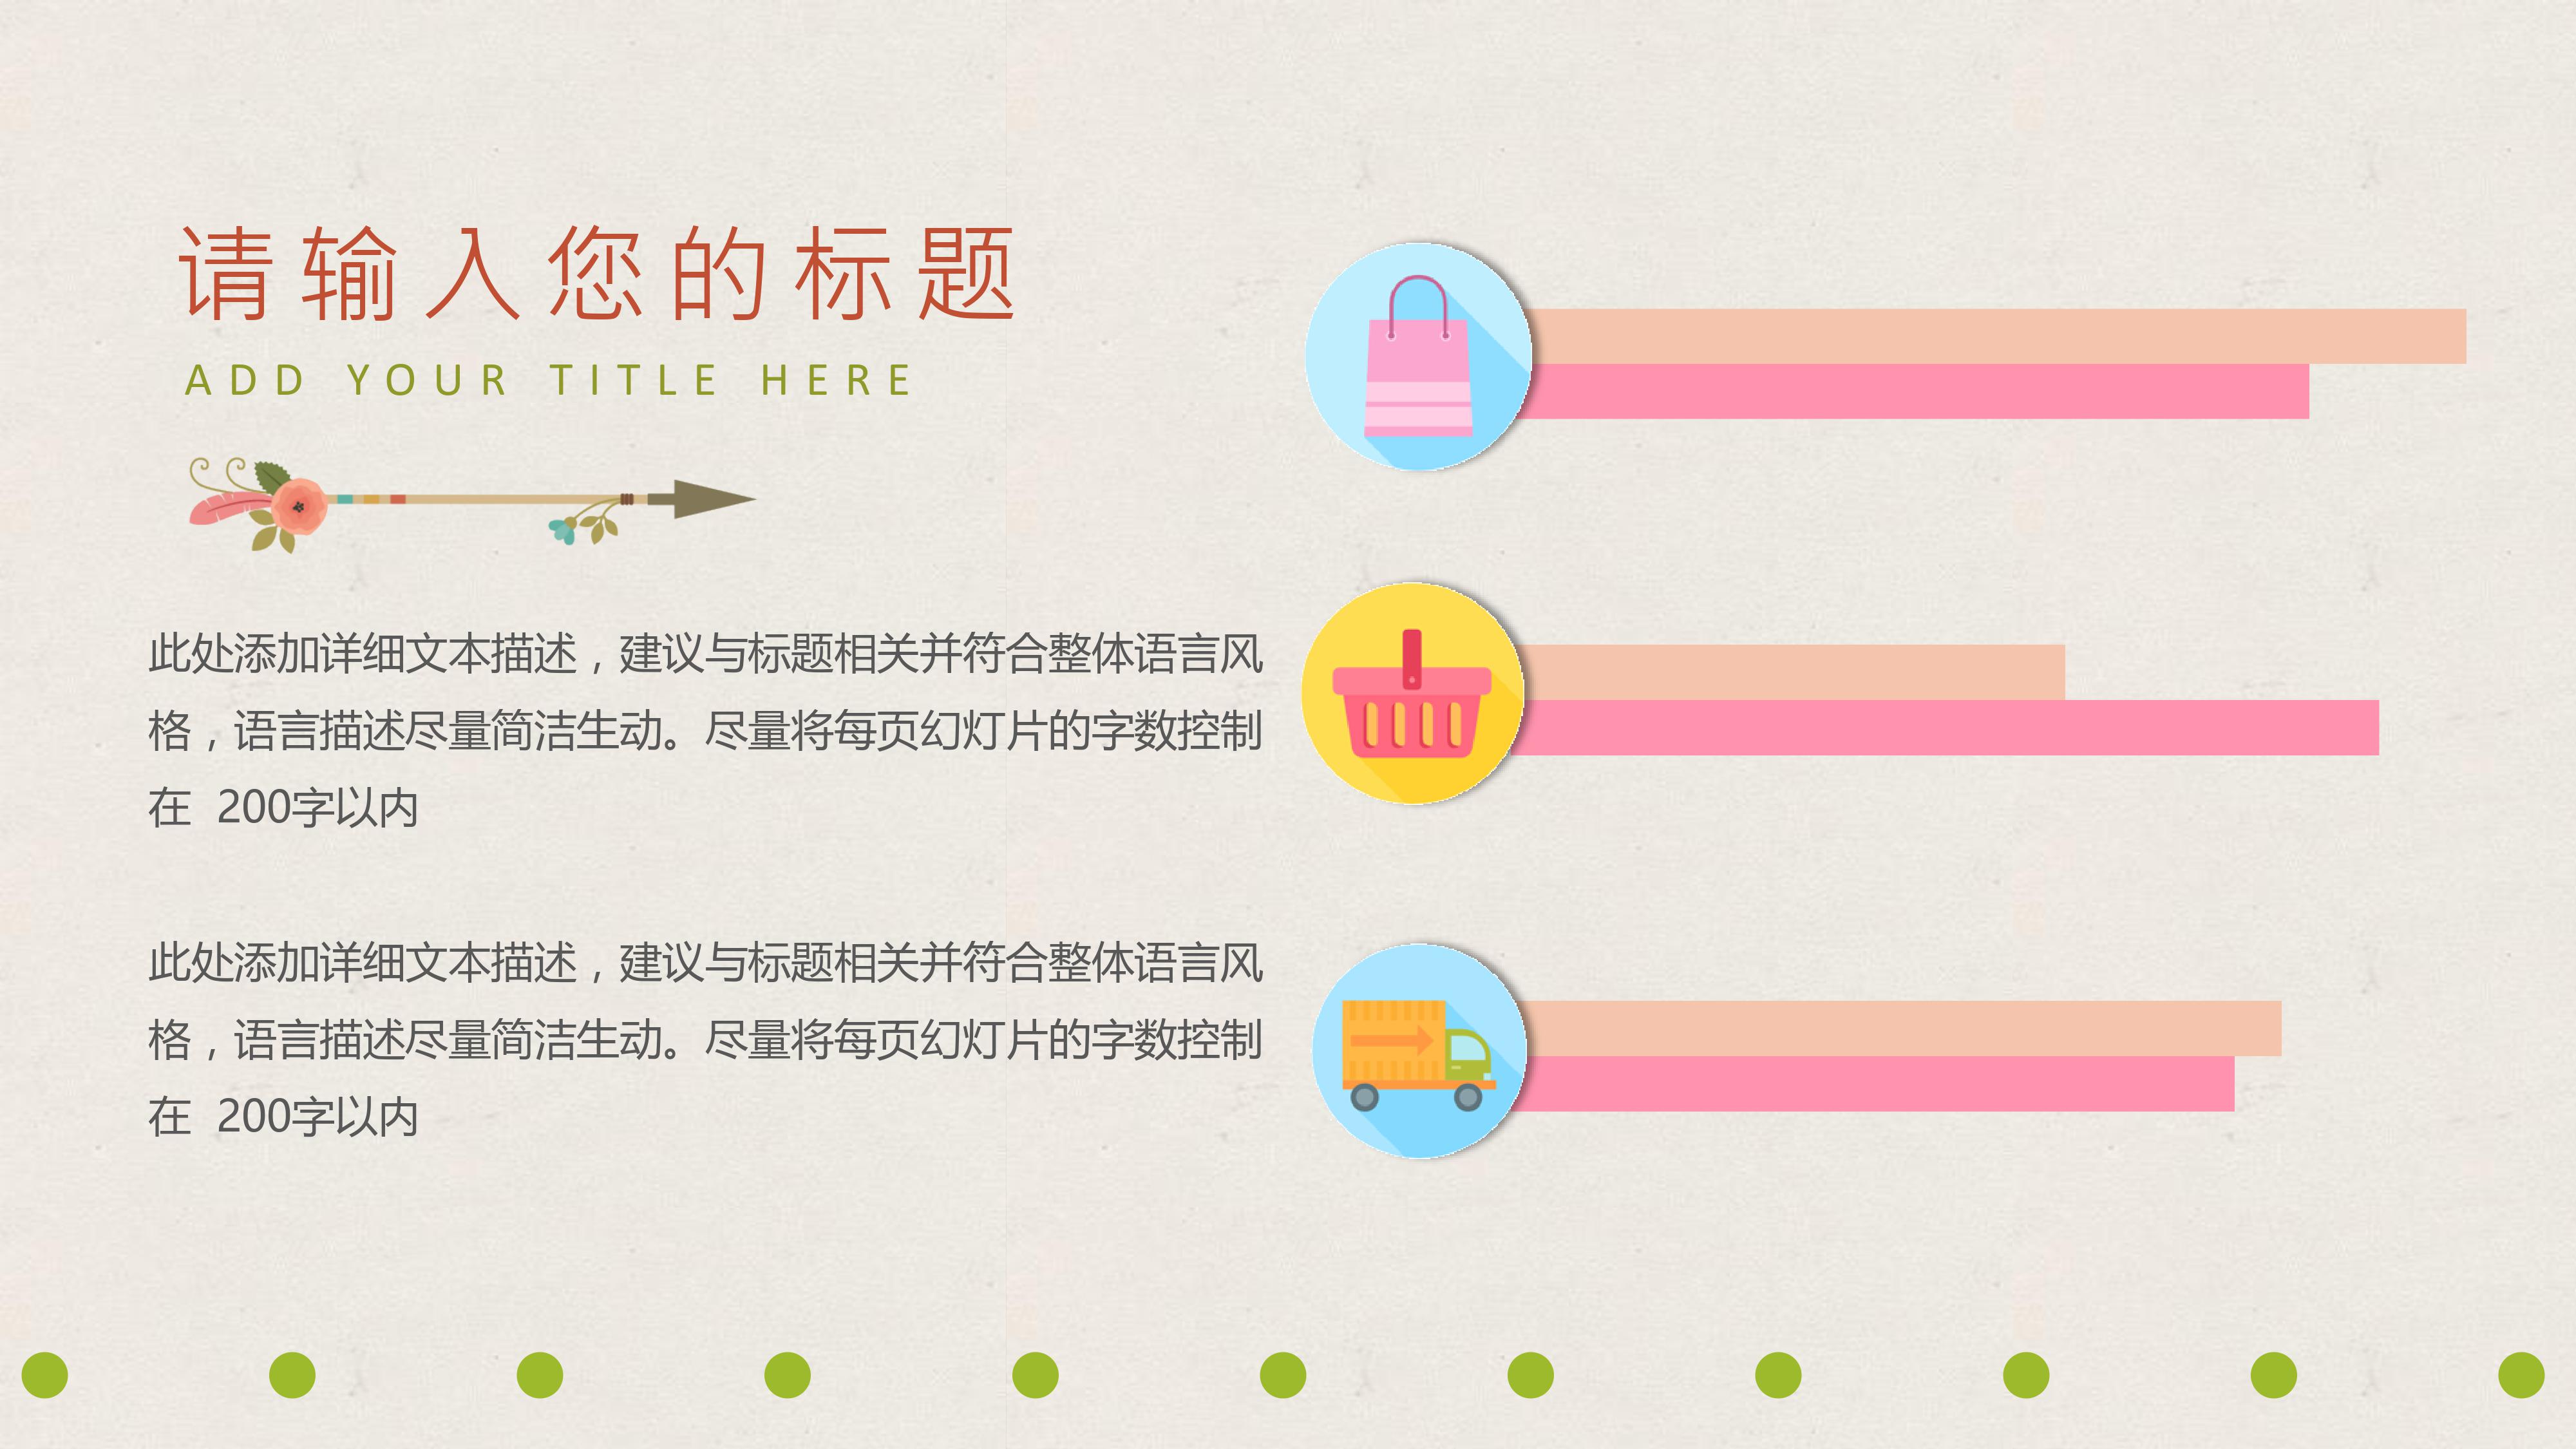 请输入您的标题
ADD YOUR TITLE HERE
此处添加详细文本描述，建议与标题相关并符合整体语言风
格，语言描述尽量简洁生动。尽量将每页幻灯片的字数控制
在 200字以内
此处添加详细文本描述，建议与标题相关并符合整体语言风
格，语言描述尽量简洁生动。尽量将每页幻灯片的字数控制
在 200字以内